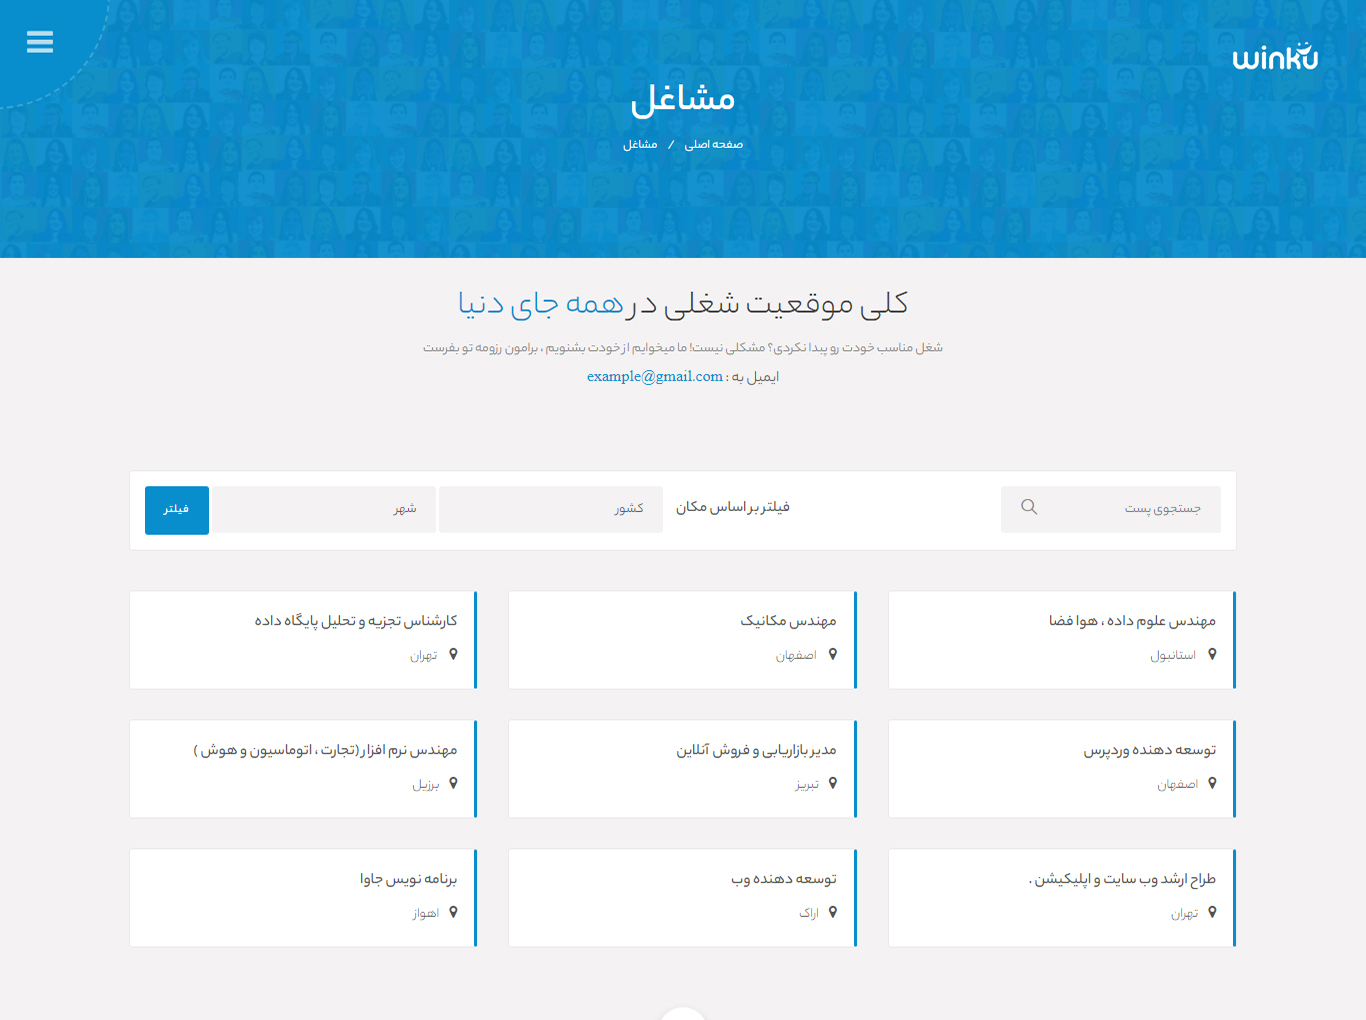 winku
مشاغل
صفحه اصلی / مشاغل
کلی موقعیت شغلی در همه جای دنیا
شغل مناسب خودت رو پیدا نکردی؟ مشکلی نیست! ما میخوایم از خودت بشنویم ، برامون رزومه تو بفرست
ایمیل به : example@gmail.com
جستجوی پست
فیلتر بر اساس مکان
کشور
شهر
فیلتر
مهندس علوم داده ، هوا فضا
استانبول
مهندس مکانیک
اصفهان
کارشناس تجزیه و تحلیل پایگاه داده
تهران
توسعه دهنده وردپرس
اصفهان
مدیر بازاریابی و فروش آنلاین
تبریز
مهندس نرم افزار (تجارت ، اتوماسیون و هوش )
برزیل
طراح ارشد وب سایت و اپلیکیشن .
تهران
توسعه دهنده وب
اراک
برنامه نویس جاوا
اهواز